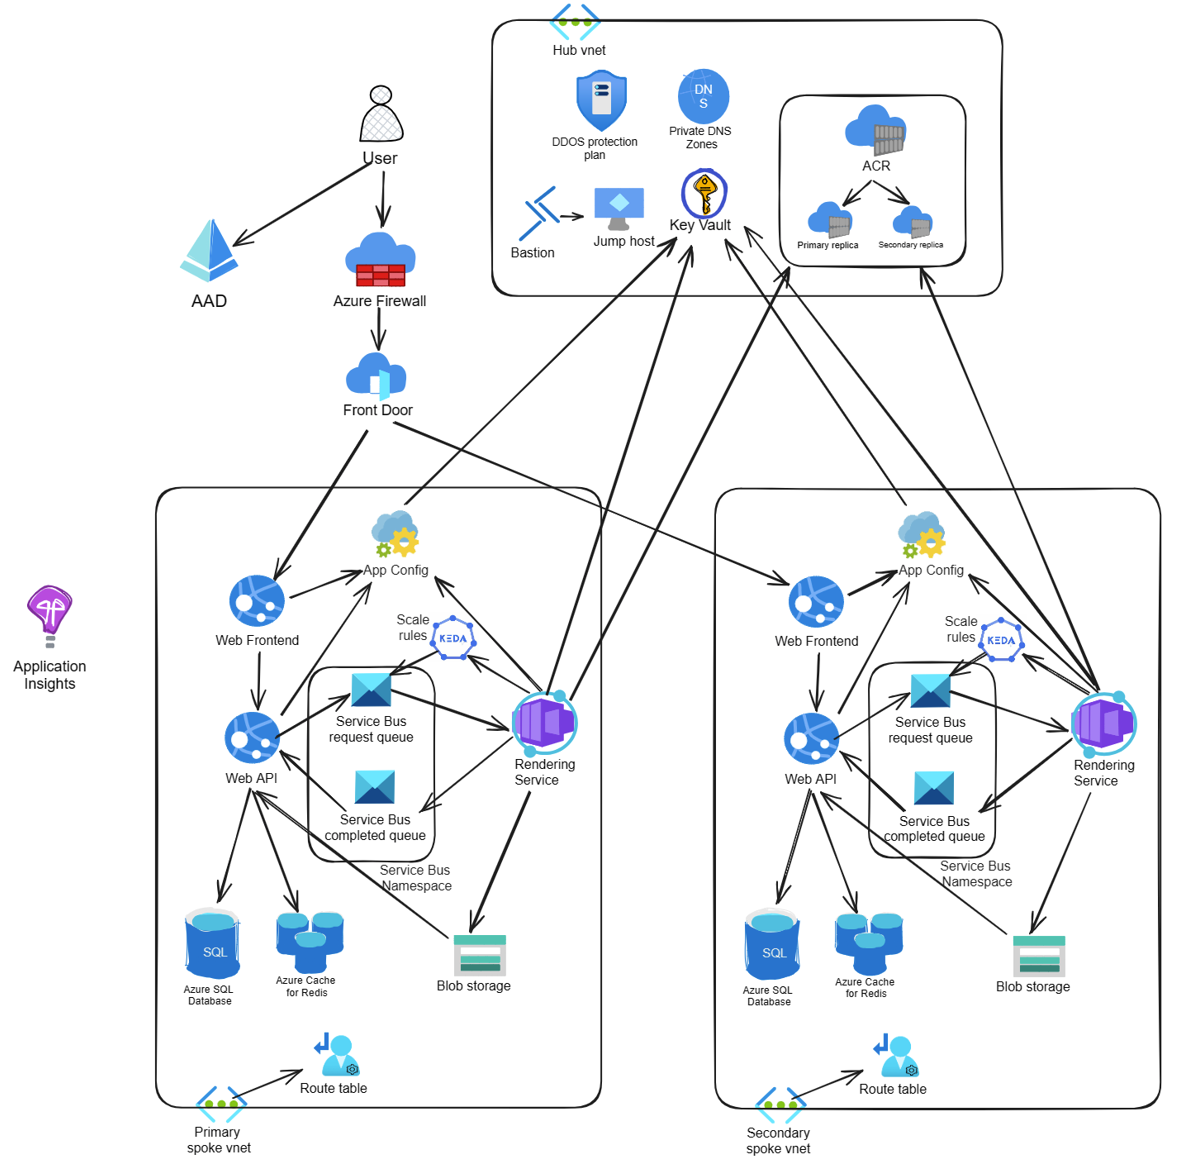 Hub vnet
DDOS protection
plan
DN
S
Private DNS
Zones
ACR
Primary replica
Secondary replica
Bastion
Jump host
Key Vault
User
AAD
Azure Firewall
Front Door
Application
Insights
App Config
Web Frontend
Scale
rules
KEDA
Service Bus
request queue
Web API
Rendering
Service
Service Bus
completed queue
Service Bus
Namespace
SQL
Azure SQL
Database
Azure Cache
for Redis
Blob storage
Route table
Primary
spoke vnet
App Config
Web Frontend
Scale
rules
KEDA
Service Bus
request queue
Web API
Rendering
Service
Service Bus
completed queue
Service Bus
Namespace
SQL
Azure SQL
Database
Azure Cache
for Redis
Blob storage
Route table
Secondary
spoke vnet